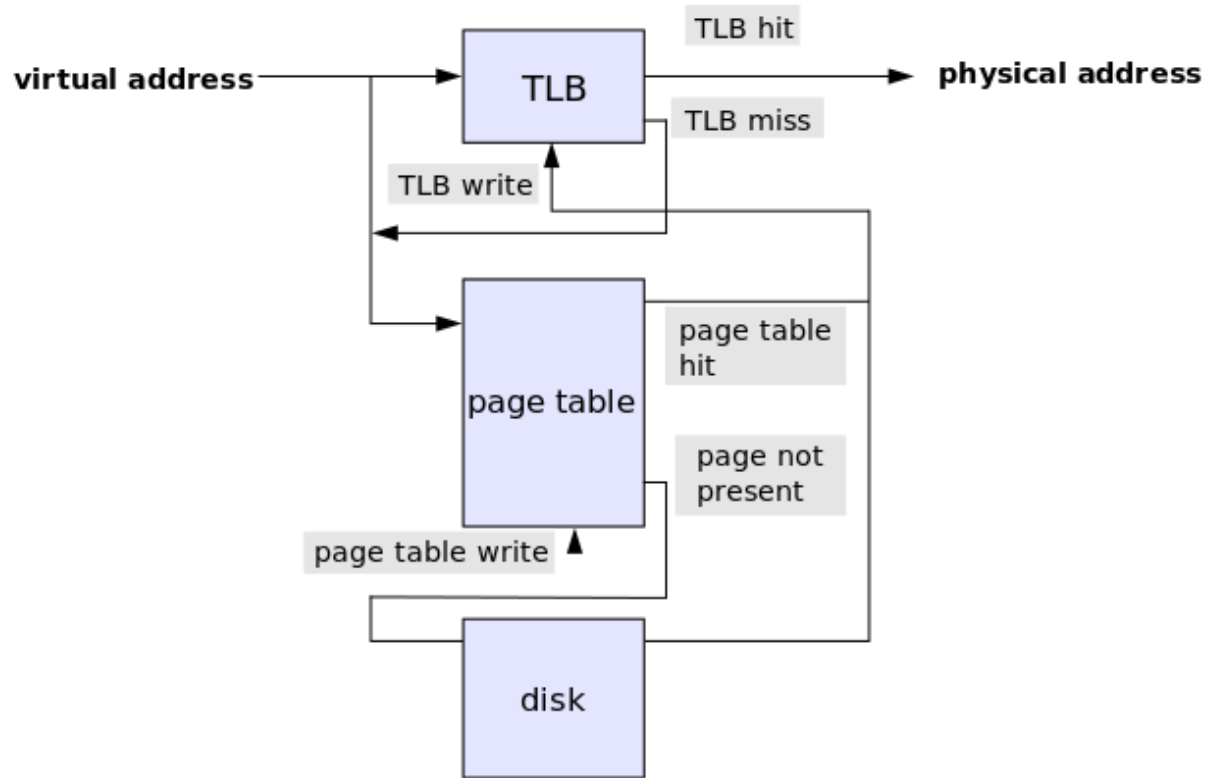 TLB hit
virtual address
TLB
physical address
TLB miss
TLB write
page table
hit
page table
page not
present
page table write
disk